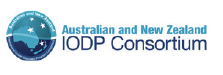 Australian and New Zealand
IODP Consortium